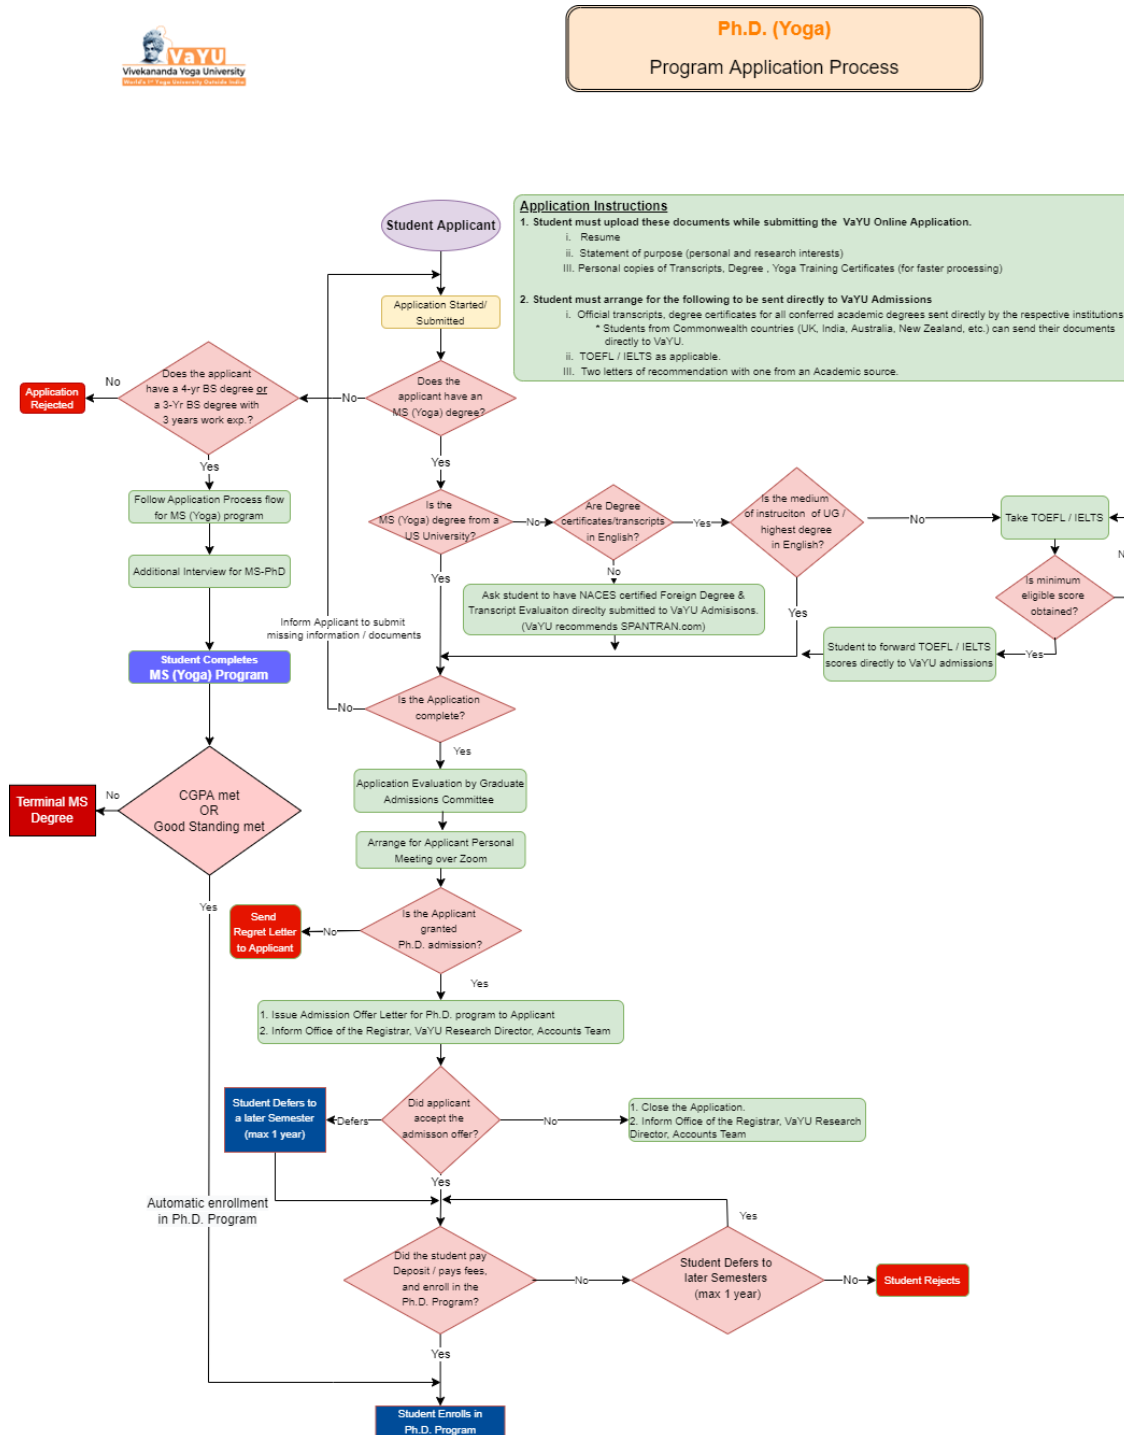 VaYU
Vivekananda Yoga University
World's 1st Yoga University Outside India
Ph.D. (Yoga)
Program Application Process
Student Applicant
Application Instructions
1. Student must upload these documents while submitting the VaYU Online Application.
i. Resume
ii. Statement of purpose (personal and research interests)
III. Personal copies of Transcripts, Degree , Yoga Training Certificates (for faster processing)
2. Student must arrange for the following to be sent directly to VaYU Admissions
i. Official transcripts, degree certificates for all conferred academic degrees sent directly by the respective institutions
* Students from Commonwealth countries (UK, India, Australia, New Zealand, etc.) can send their documents
directly to VaYU.
ii. TOEFL / IELTS as applicable.
III. Two letters of recommendation with one from an Academic source.
Application Started/
Submitted
Does the
applicant have an
MS (Yoga) degree?
No
Does the applicant
have a 4-yr BS degree or
a 3-Yr BS degree with
3 years work exp.?
No
Application
Rejected
Yes
Follow Application Process flow
for MS (Yoga) program
Additional Interview for MS-PhD
Student Completes
MS (Yoga) Program
CGPA met
OR
Good Standing met
No
Terminal MS
Degree
Yes
Automatic enrollment
in Ph.D. Program
Yes
Is the
MS (Yoga) degree from a
US University?
No
Are Degree
certificates/transcripts
in English?
Yes
Is the medium
of instruciton of UG /
highest degree
in English?
No
Take TOEFL / IELTS
Is minimum
eligible score
obtained?
Yes
Student to forward TOEFL / IELTS
scores directly to VaYU admissions
No
Ask student to have NACES certified Foreign Degree &
Transcript Evaluaiton direclty submitted to VaYU Admisisons.
(VaYU recommends SPANTRAN.com)
Yes
Yes
Inform Applicant to submit
missing information / documents
Is the Application
complete?
No
Yes
Application Evaluation by Graduate
Admissions Committee
Arrange for Applicant Personal
Meeting over Zoom
Is the Applicant
granted
Ph.D. admission?
No
Send
Regret Letter
to Applicant
Yes
1. Issue Admission Offer Letter for Ph.D. program to Applicant
2. Inform Office of the Registrar, VaYU Research Director, Accounts Team
Did applicant
accept the
admisson offer?
Defers
Student Defers to
a later Semester
(max 1 year)
No
1. Close the Application.
2. Inform Office of the Registrar, VaYU Research
Director, Accounts Team
Yes
Did the student pay
Deposit / pays fees,
and enroll in the
Ph.D. Program?
No
Student Defers to
later Semesters
(max 1 year)
Yes
No
Student Rejects
Yes
Student Enrolls in
Ph.D. Program